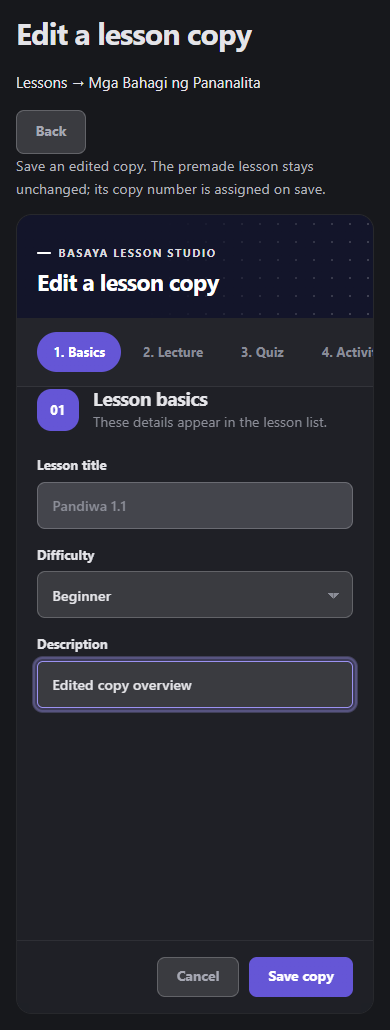 Edit a lesson copy
Lessons → Mga Bahagi ng Pananalita
Back
Save an edited copy. The premade lesson stays
unchanged; its copy number is assigned on save.
BASAYA LESSON STUDIO
Edit a lesson copy
1. Basics 2. Lecture 3. Quiz 4. Activi
01
Lesson basics
These details appear in the lesson list.
Lesson title
Pandiwa 1.1
Difficulty
Beginner
Description
Edited copy overview
Cancel Save copy